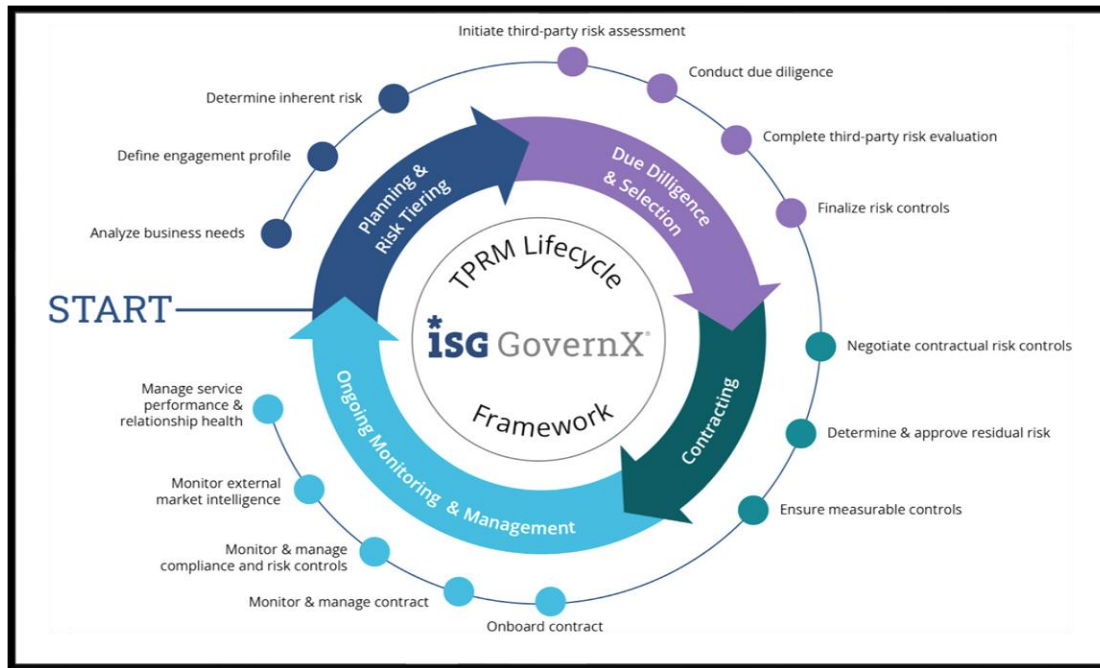 Initiate third-party risk assessment
Conduct due diligence
Determine inherent risk
Complete third-party risk evaluation
Define engagement profile
Finalize risk controls
Analyze business needs
Planning &
Risk Tiering
Due Dilligence
& Selection
TPRM Lifecycle
START
isG GovernX®
Framework
Negotiate contractual risk controls
Contracting
Determine & approve residual risk
Ensure measurable controls
Ongoing Monitoring & Management
Manage service
performance &
relationship health
Monitor external
market intelligence
Monitor & manage
compliance and risk controls
Monitor & manage contract
Onboard contract